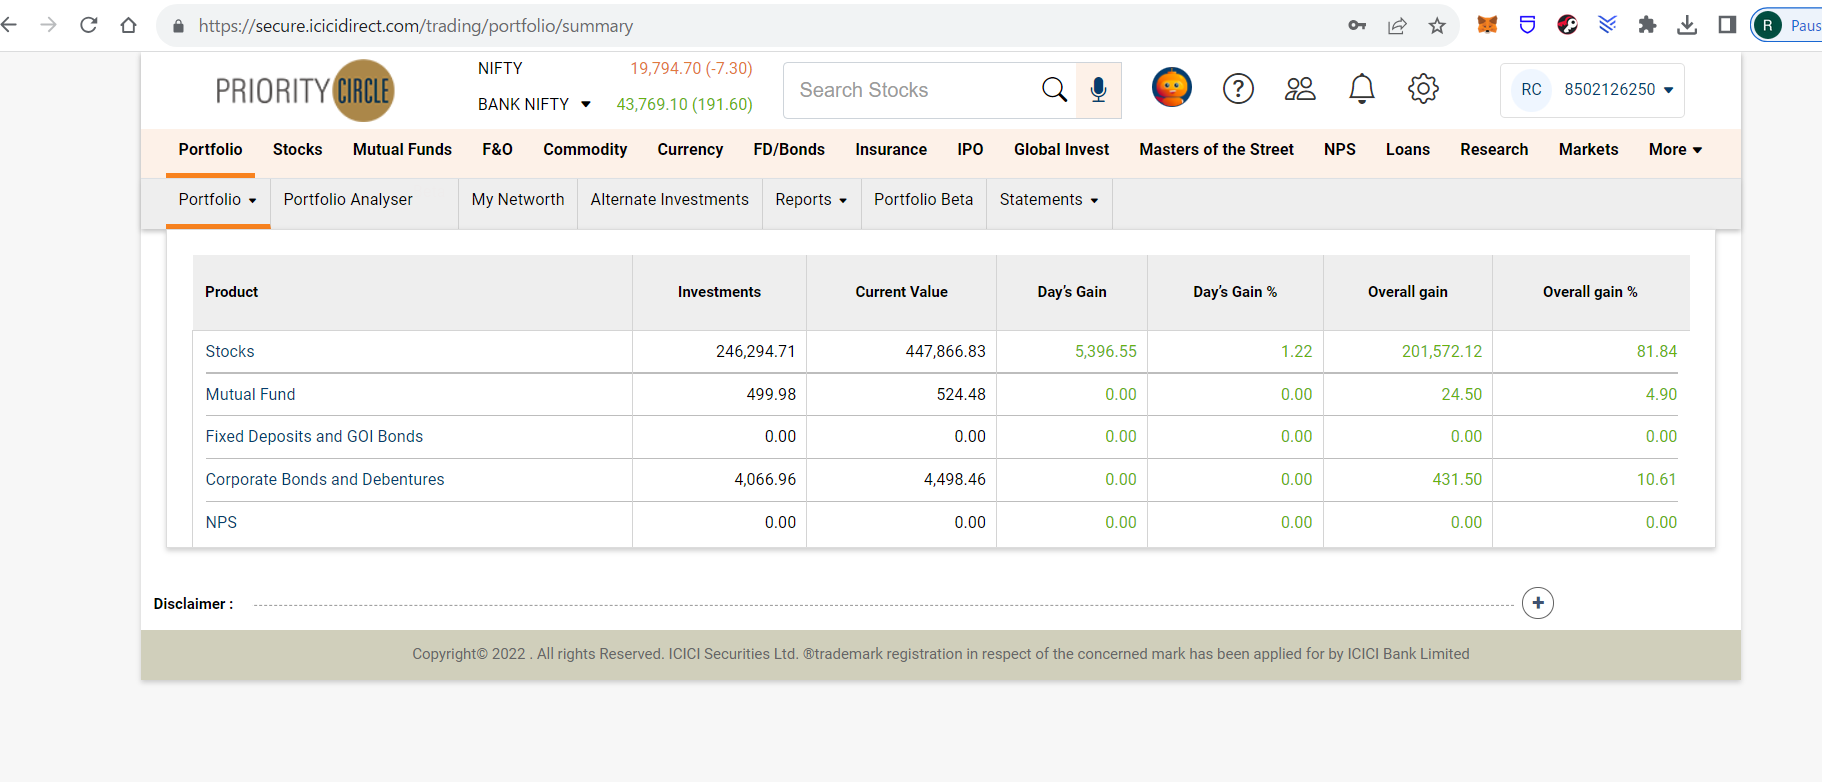 https://secure.icicidirect.com/trading/portfolio/summary
R Paus
PRIORITY CIRCLE
NIFTY 19,794.70 (-7.30)
BANK NIFTY 43,769.10 (191.60)
Search Stocks
RC 8502126250
Portfolio Stocks Mutual Funds F&O Commodity Currency FD/Bonds Insurance IPO Global Invest Masters of the Street NPS Loans Research Markets More
Portfolio Portfolio Analyser My Networth Alternate Investments Reports Portfolio Beta Statements
Product Investments Current Value Day’s Gain Day’s Gain % Overall gain Overall gain %
Stocks 246,294.71 447,866.83 5,396.55 1.22 201,572.12 81.84
Mutual Fund 499.98 524.48 0.00 0.00 24.50 4.90
Fixed Deposits and GOI Bonds 0.00 0.00 0.00 0.00 0.00 0.00
Corporate Bonds and Debentures 4,066.96 4,498.46 0.00 0.00 431.50 10.61
NPS 0.00 0.00 0.00 0.00 0.00 0.00
Disclaimer :
Copyright© 2022 . All rights Reserved. ICICI Securities Ltd. ®trademark registration in respect of the concerned mark has been applied for by ICICI Bank Limited